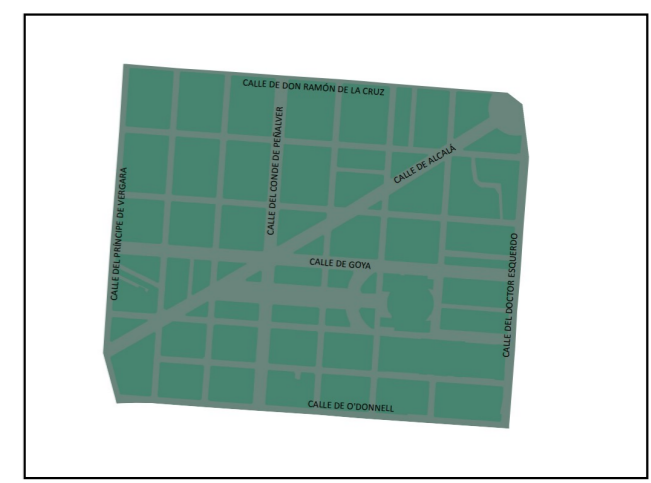 CALLE DE DON RAMÓN DE LA CRUZ
CALLE DEL CONDE DE PEÑALVER
CALLE DE ALCALÁ
CALLE DEL PRÍNCIPE DE VERGARA
CALLE DE GOYA
CALLE DEL DOCTOR ESQUERDO
CALLE DE O'DONNELL